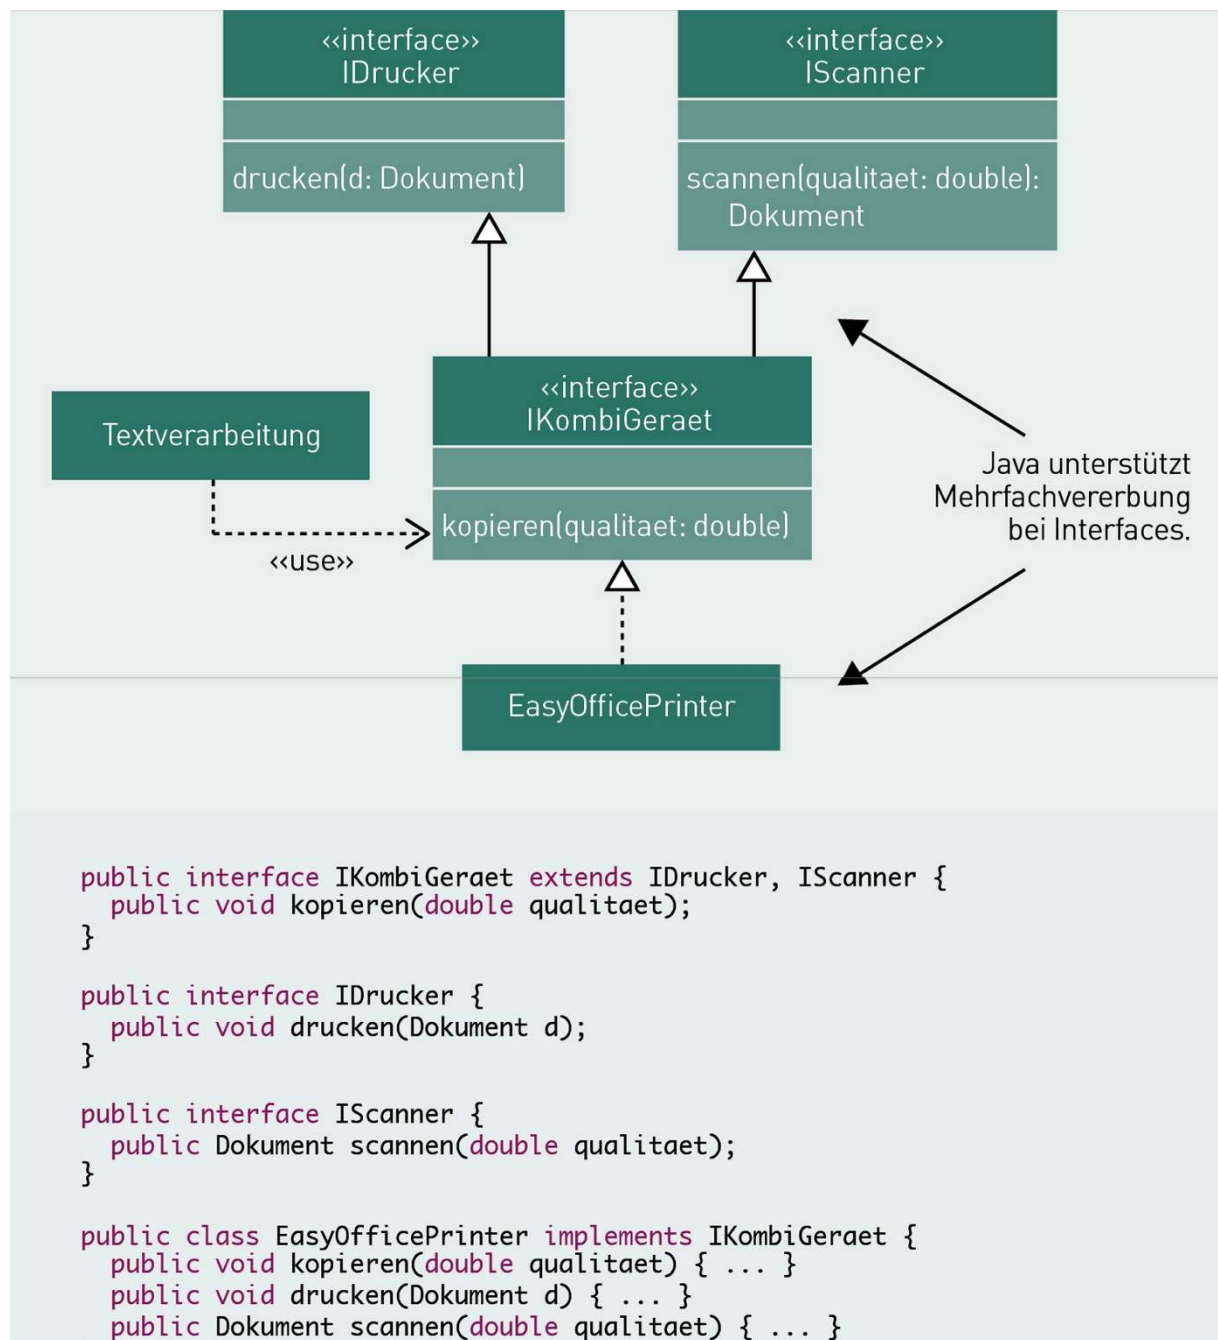 ‹‹interface››
IDrucker
drucken(d: Dokument)
‹‹interface››
IScanner
scannen(qualitaet: double):
Dokument
‹‹interface››
IKombiGeraet
kopieren(qualitaet: double)
Textverarbeitung
‹‹use››
Java unterstützt
Mehrfachvererbung
bei Interfaces.
EasyOfficePrinter
public interface IKombiGeraet extends IDrucker, IScanner {
public void kopieren(double qualitaet);
}
public interface IDrucker {
public void drucken(Dokument d);
}
public interface IScanner {
public Dokument scannen(double qualitaet);
}
public class EasyOfficePrinter implements IKombiGeraet {
public void kopieren(double qualitaet) { ... }
public void drucken(Dokument d) { ... }
public Dokument scannen(double qualitaet) { ... }